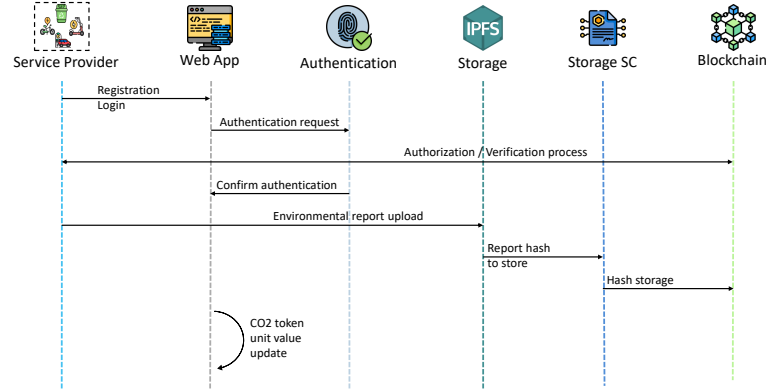 IPFS
Service Provider
Web App
Authentication
Storage
Storage SC
Blockchain
Registration
Login
Authentication request
Authorization / Verification process
Confirm authentication
Environmental report upload
Report hash
to store
Hash storage
CO2 token
unit value
update